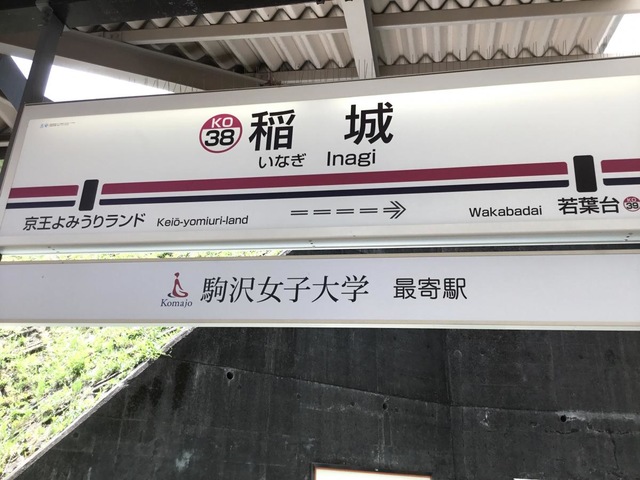 KO
38
稲城
いなぎ Inagi
京王よみうりランド Keiō-yomiuri-land
Wakabadai 若葉台
39
Komajo
駒沢女子大学 最寄駅